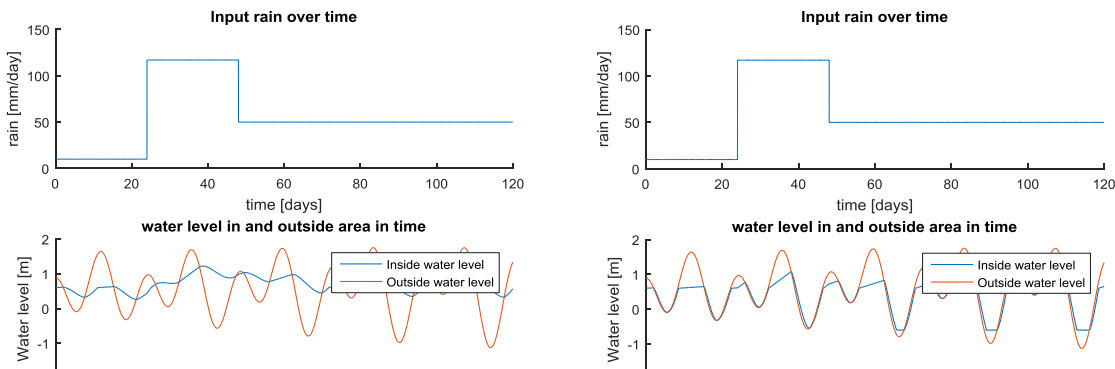 Input rain over time
150
100
50
0
rain [mm/day]
0 20 40 60 80 100 120
time [days]
water level in and outside area in time
2
1
0
-1
Water level [m]
Inside water level
Outside water level
Input rain over time
150
100
50
0
rain [mm/day]
0 20 40 60 80 100 120
time [days]
water level in and outside area in time
2
1
0
-1
Water level [m]
Inside water level
Outside water level